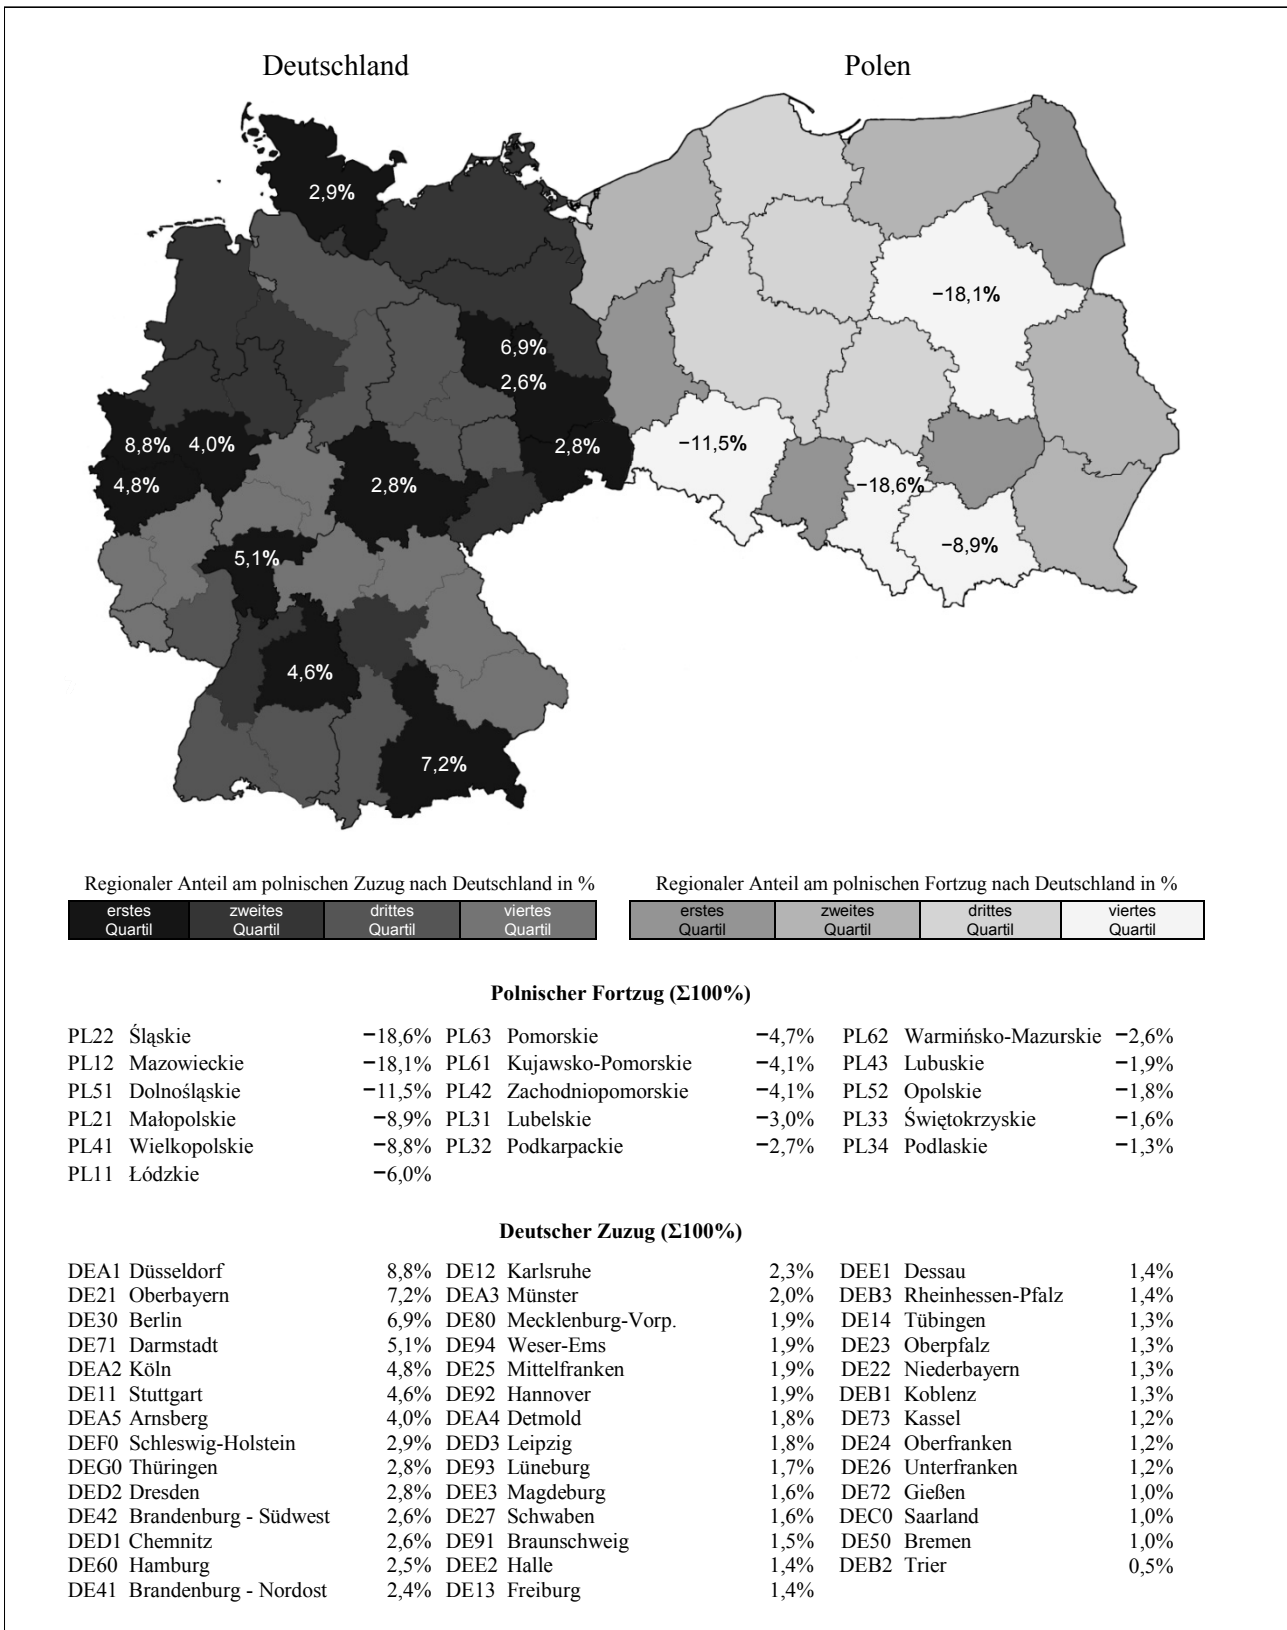 Deutschland Polen
2,9%
−18,1%
6,9%
2,6%
8,8% 4,0% 2,8% −11,5%
4,8% 2,8% −18,6%
5,1% −8,9%
4,6%
7,2%
Regionaler Anteil am polnischen Zuzug nach Deutschland in % Regionaler Anteil am polnischen Fortzug nach Deutschland in %
erstes zweites drittes viertes erstes zweites drittes viertes
Quartil Quartil Quartil Quartil Quartil Quartil Quartil Quartil
Polnischer Fortzug (Σ100%)
PL22 Śląskie −18,6% PL63 Pomorskie −4,7% PL62 Warmińsko-Mazurskie −2,6%
PL12 Mazowieckie −18,1% PL61 Kujawsko-Pomorskie −4,1% PL43 Lubuskie −1,9%
PL51 Dolnośląskie −11,5% PL42 Zachodniopomorskie −4,1% PL52 Opolskie −1,8%
PL21 Małopolskie −8,9% PL31 Lubelskie −3,0% PL33 Świętokrzyskie −1,6%
PL41 Wielkopolskie −8,8% PL32 Podkarpackie −2,7% PL34 Podlaskie −1,3%
PL11 Łódzkie −6,0%
Deutscher Zuzug (Σ100%)
DEA1 Düsseldorf 8,8% DE12 Karlsruhe 2,3% DEE1 Dessau 1,4%
DE21 Oberbayern 7,2% DEA3 Münster 2,0% DEB3 Rheinhessen-Pfalz 1,4%
DE30 Berlin 6,9% DE80 Mecklenburg-Vorp. 1,9% DE14 Tübingen 1,3%
DE71 Darmstadt 5,1% DE94 Weser-Ems 1,9% DE23 Oberpfalz 1,3%
DEA2 Köln 4,8% DE25 Mittelfranken 1,9% DE22 Niederbayern 1,3%
DE11 Stuttgart 4,6% DE92 Hannover 1,9% DEB1 Koblenz 1,3%
DEA5 Arnsberg 4,0% DEA4 Detmold 1,8% DE73 Kassel 1,2%
DEF0 Schleswig-Holstein 2,9% DED3 Leipzig 1,8% DE24 Oberfranken 1,2%
DEG0 Thüringen 2,8% DE93 Lüneburg 1,7% DE26 Unterfranken 1,2%
DED2 Dresden 2,8% DEE3 Magdeburg 1,6% DE72 Gießen 1,0%
DE42 Brandenburg - Südwest 2,6% DE27 Schwaben 1,6% DEC0 Saarland 1,0%
DED1 Chemnitz 2,6% DE91 Braunschweig 1,5% DE50 Bremen 1,0%
DE60 Hamburg 2,5% DEE2 Halle 1,4% DEB2 Trier 0,5%
DE41 Brandenburg - Nordost 2,4% DE13 Freiburg 1,4%